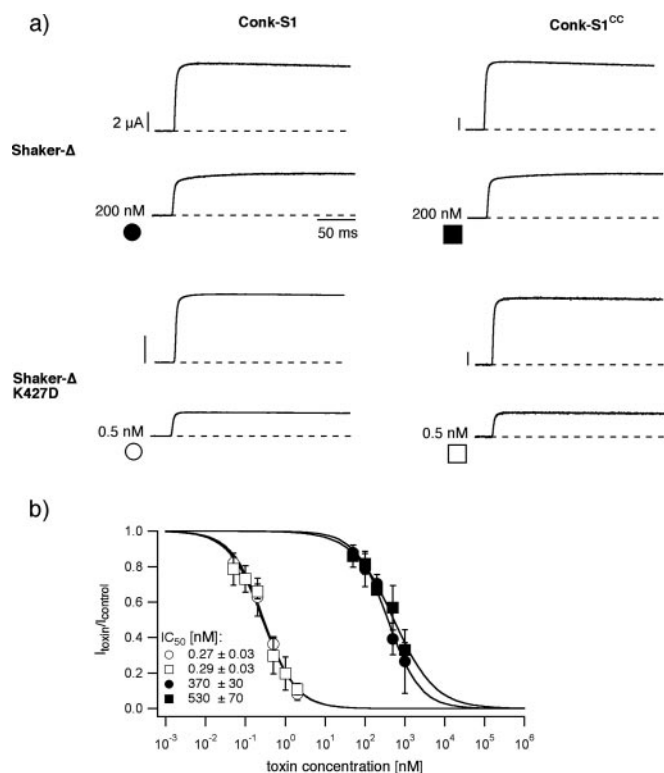 a)
Conk-S1
Conk-S1CC
2 µA
Shaker-Δ
200 nM
50 ms
200 nM
Shaker-Δ
K427D
0.5 nM
0.5 nM
b)
1.0
0.8
0.6
0.4
0.2
0.0
Itoxin/Icontrol
IC50 [nM]:
0.27 ± 0.03
0.29 ± 0.03
370 ± 30
530 ± 70
10-3 10-2 10-1 100 101 102 103 104 105 106
toxin concentration [nM]